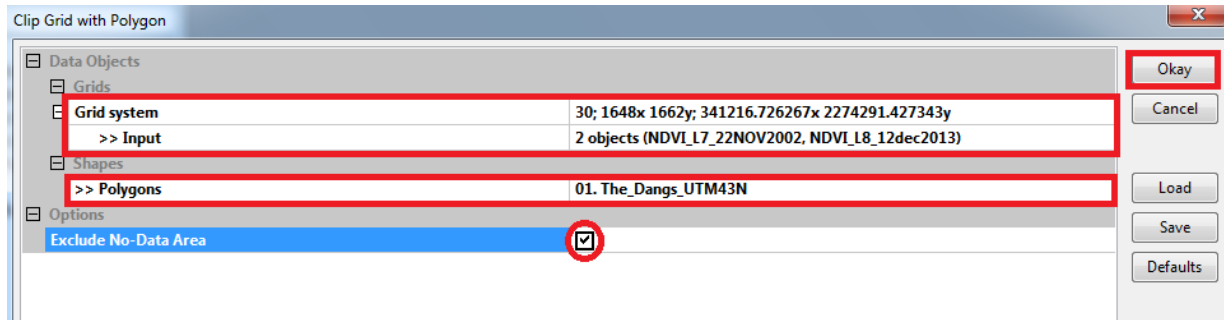 Clip Grid with Polygon
Data Objects
Grids
Grid system 30; 1648x 1662y; 341216.726267x 2274291.427343y
>> Input 2 objects (NDVI_L7_22NOV2002, NDVI_L8_12dec2013)
Shapes
>> Polygons 01. The_Dangs_UTM43N
Options
Exclude No-Data Area
Okay
Cancel
Load
Save
Defaults